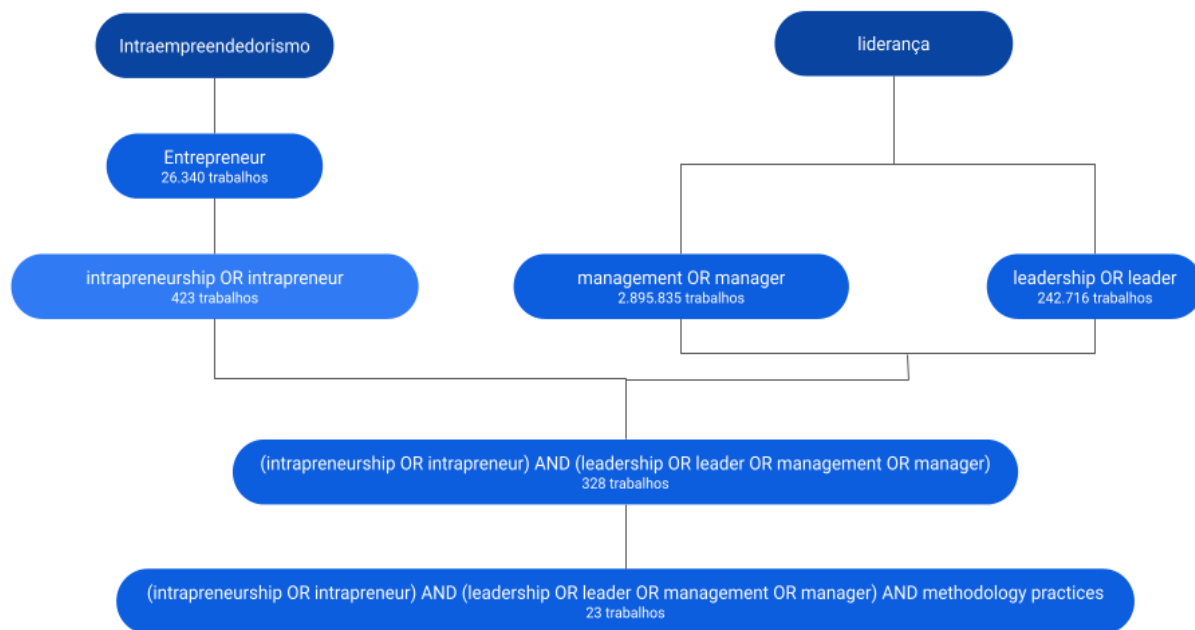 Intraempreendedorismo
liderança
Entrepreneur
26.340 trabalhos
intrapreneurship OR intrapreneur
423 trabalhos
management OR manager
2.895.835 trabalhos
leadership OR leader
242.716 trabalhos
(intrapreneurship OR intrapreneur) AND (leadership OR leader OR management OR manager)
328 trabalhos
(intrapreneurship OR intrapreneur) AND (leadership OR leader OR management OR manager) AND methodology practices
23 trabalhos